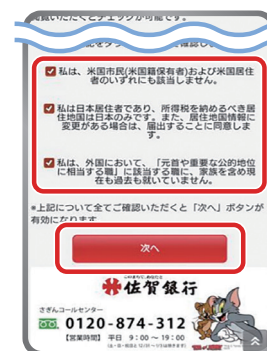 閲覧いただくとチェックが可能です。
私は、米国市民(米国籍保有者)および米国居住
者のいずれにも該当しません。
私は日本居住者であり、所得税を納めるべき居
住地国は日本のみです。また、居住地国情報に
変更がある場合は、届出することに同意しま
す。
私は、外国において、「元首や重要な公的地位
に相当する職」に該当する職に、家族を含め現
在も過去も就いていません。
*上記について全てご確認いただくと「次へ」ボタンが
有効になります
次へ
佐賀銀行
さぎんコールセンター
0120-874-312
【営業時間】 平日 9:00～19:00